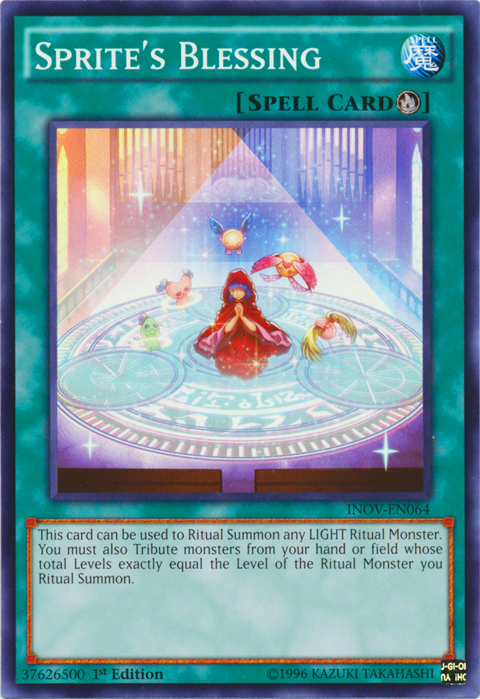 SPRITE'S BLESSING
SPELL
魔
[SPELL CARD]
INOV-EN064
This card can be used to Ritual Summon any LIGHT Ritual Monster.
You must also Tribute monsters from your hand or field whose
total Levels exactly equal the Level of the Ritual Monster you
Ritual Summon.
37626500 1st Edition
©1996 KAZUKI TAKAHASHI